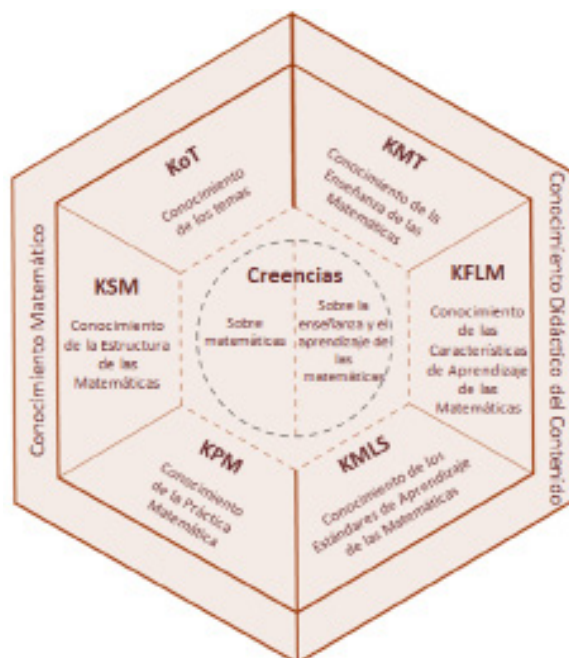 KoT
Conocimiento
de los temas
KMT
Conocimiento de la
Enseñanza de las
Matemáticas
Conocimiento Matemático
KSM
Conocimiento
de la Estructura
de las
Matemáticas
Creencias
Sobre
matemáticas
Sobre la
enseñanza y el
aprendizaje del
las
matemáticas
KFLM
Conocimiento
de las
Características
de Aprendizaje
de las
Matemáticas
Conocimiento Didáctico del Contenido
KPM
Conocimiento
de la Práctica
Matemática
KMLS
Conocimiento de los
Estándares de Aprendizaje
de las Matemáticas